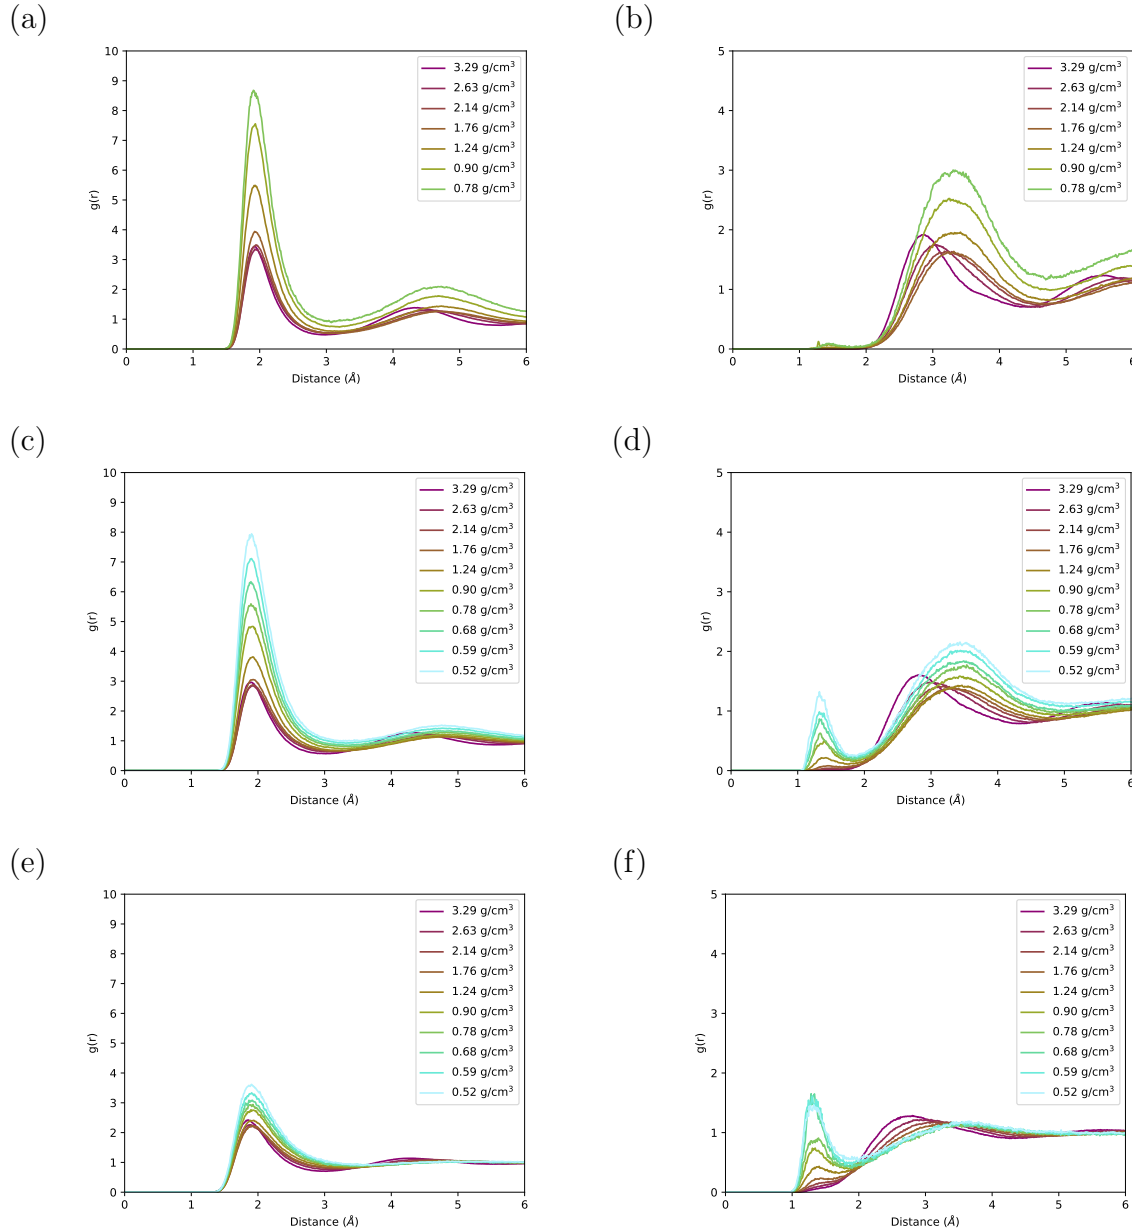 (a)
10
9
8
7
6
5
4
3
2
1
0
g(r)
0 1 2 3 4 5 6
Distance (Å)
3.29 g/cm³
2.63 g/cm³
2.14 g/cm³
1.76 g/cm³
1.24 g/cm³
0.90 g/cm³
0.78 g/cm³
(b)
5
4
3
2
1
0
g(r)
0 1 2 3 4 5 6
Distance (Å)
3.29 g/cm³
2.63 g/cm³
2.14 g/cm³
1.76 g/cm³
1.24 g/cm³
0.90 g/cm³
0.78 g/cm³
(c)
10
9
8
7
6
5
4
3
2
1
0
g(r)
0 1 2 3 4 5 6
Distance (Å)
3.29 g/cm³
2.63 g/cm³
2.14 g/cm³
1.76 g/cm³
1.24 g/cm³
0.90 g/cm³
0.78 g/cm³
0.68 g/cm³
0.59 g/cm³
0.52 g/cm³
(d)
5
4
3
2
1
0
g(r)
0 1 2 3 4 5 6
Distance (Å)
3.29 g/cm³
2.63 g/cm³
2.14 g/cm³
1.76 g/cm³
1.24 g/cm³
0.90 g/cm³
0.78 g/cm³
0.68 g/cm³
0.59 g/cm³
0.52 g/cm³
(e)
10
9
8
7
6
5
4
3
2
1
0
g(r)
0 1 2 3 4 5 6
Distance (Å)
3.29 g/cm³
2.63 g/cm³
2.14 g/cm³
1.76 g/cm³
1.24 g/cm³
0.90 g/cm³
0.78 g/cm³
0.68 g/cm³
0.59 g/cm³
0.52 g/cm³
(f)
5
4
3
2
1
0
g(r)
0 1 2 3 4 5 6
Distance (Å)
3.29 g/cm³
2.63 g/cm³
2.14 g/cm³
1.76 g/cm³
1.24 g/cm³
0.90 g/cm³
0.78 g/cm³
0.68 g/cm³
0.59 g/cm³
0.52 g/cm³